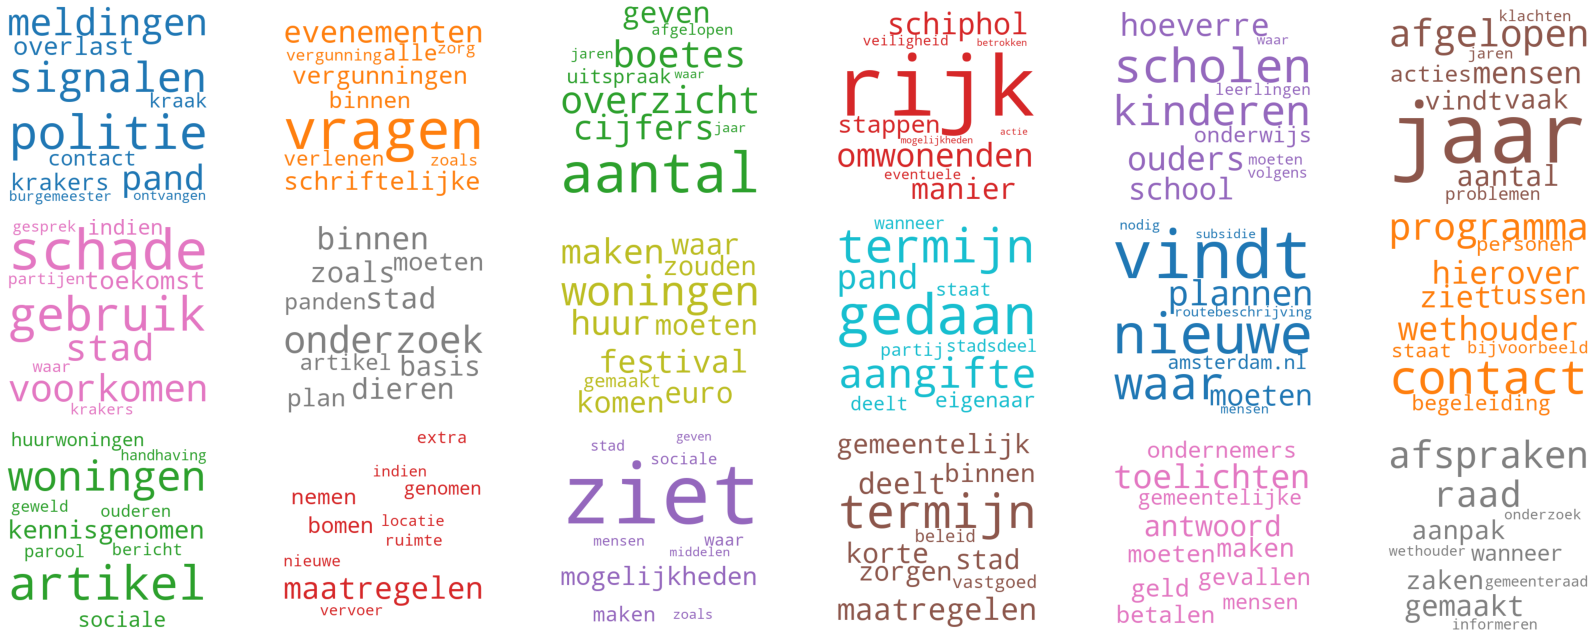 meldingen
overlast
signalen
kraak
politie
contact
krakers pand
burgemeester ontvangen
evenementen
vergunning alle zorg
vergunningen
binnen
vragen
verlenen zoals
schriftelijke
geven
afgelopen
jaren boetes
uitspraak waar
overzicht
cijfers jaar
aantal
schiphol
veiligheid betrokken
rijk
stappen actie
mogelijkheden
omwonenden
eventuele
manier
hoeverre
waar
scholen
leerlingen
kinderen
onderwijs
ouders moeten
volgens
school
klachten
afgelopen
jaren
acties mensen
vindt vaak
jaar
aantal
problemen
gesprek indien
schade
partijen toekomst
gebruik
stad
waar
voorkomen
krakers
binnen
zoals moeten
panden stad
onderzoek
artikel basis
plan dieren
maken waar
zouden
woningen
huur moeten
festival
gemaakt
komen euro
wanneer
termijn
pand
staat
gedaan
partij stadsdeel
aangifte
deelt eigenaar
nodig
subsidie
vindt
plannen
routebeschrijving
nieuwe
amsterdam.nl
waar moeten
mensen
programma
personen
hierover
ziet tussen
wethouder
staat bijvoorbeeld
contact
begeleiding
huurwoningen
handhaving
woningen
geweld ouderen
kennisgenomen
parool bericht
artikel
sociale
extra
indien
nemen genomen
bomen locatie
ruimte
nieuwe
maatregelen
vervoer
stad geven
sociale
ziet
mensen waar
middelen
mogelijkheden
maken zoals
gemeentelijk
deelt binnen
termijn
beleid
korte stad
zorgen vastgoed
maatregelen
ondernemers
toelichten
gemeentelijke
antwoord
moeten maken
geld gevallen
betalen mensen
afspraken
raad
onderzoek
aanpak
wethouder wanneer
zaken gemeenteraad
gemaakt
informeren